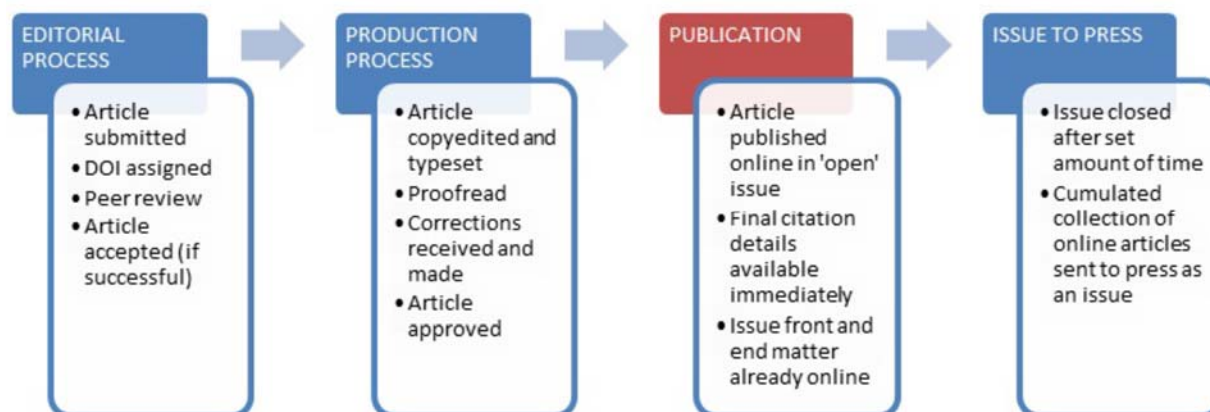 EDITORIAL
PROCESS
• Article
submitted
• DOI assigned
• Peer review
• Article
accepted (if
successful)
PRODUCTION
PROCESS
• Article
copyedited and
typeset
• Proofread
• Corrections
received and
made
• Article
approved
PUBLICATION
• Article
published
online in 'open'
issue
• Final citation
details
available
immediately
• Issue front and
end matter
already online
ISSUE TO PRESS
• Issue closed
after set
amount of time
• Cumulated
collection of
online articles
sent to press as
an issue